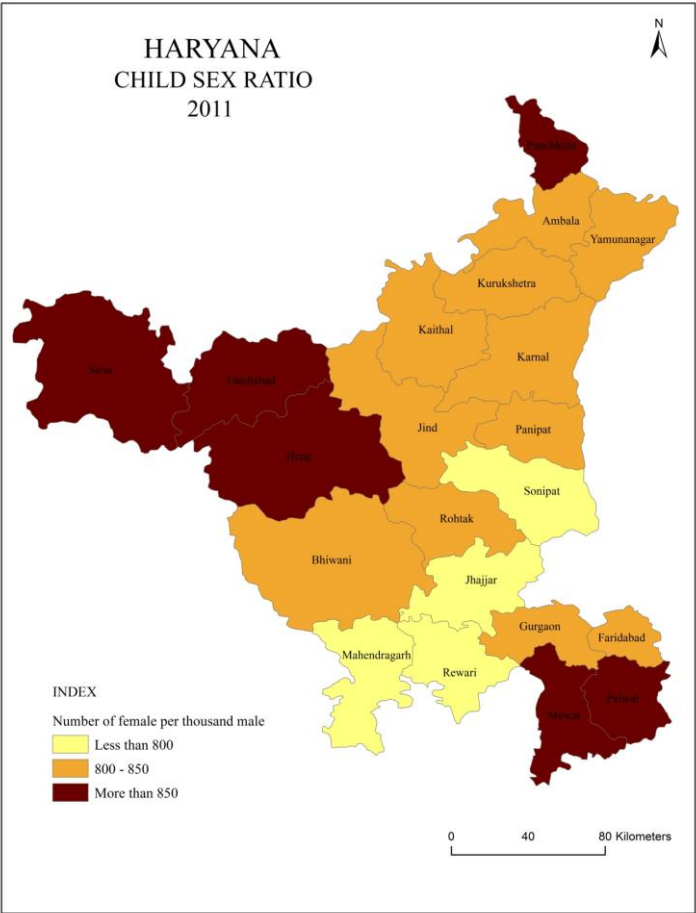 HARYANA
CHILD SEX RATIO
2011
N
Panchkula
Ambala
Yamunanagar
Kurukshetra
Kaithal
Karnal
Sirsa
Fatehabad
Jind
Panipat
Hisar
Sonipat
Rohtak
Bhiwani
Jhajjar
Gurgaon
Faridabad
Mahendragarh
Rewari
Palwal
Mewat
INDEX
Number of female per thousand male
Less than 800
800 - 850
More than 850
0 40 80 Kilometers